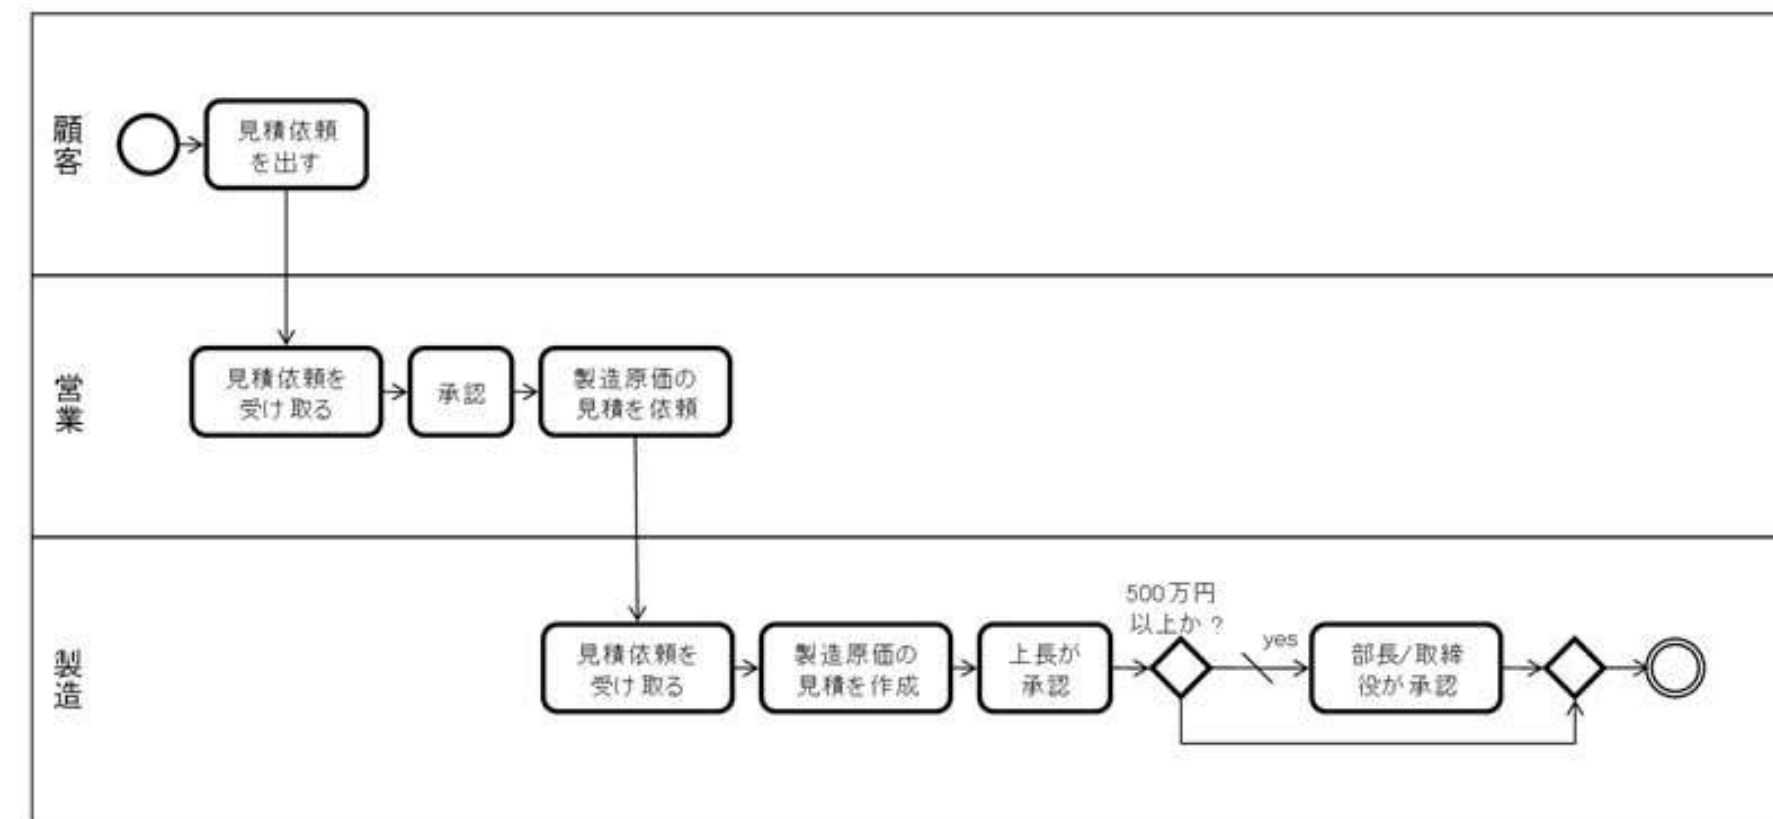 顧客
見積依頼
を出す
営業
見積依頼を
受け取る
承認
製造原価の
見積を依頼
製造
見積依頼を
受け取る
製造原価の
見積を作成
上長が
承認
500万円
以上か？
yes
部長/取締
役が承認